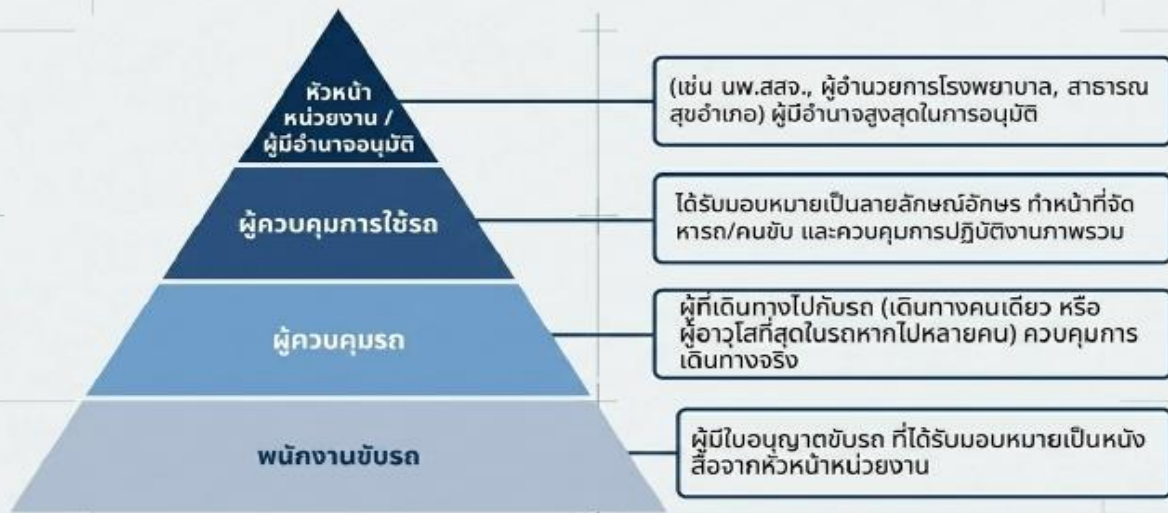 หัวหน้า
หน่วยงาน /
ผู้มีอำนาจอนุมัติ
(เช่น นพ.สสจ., ผู้อำนวยการโรงพยาบาล, สาธารณ
สุขอำเภอ) ผู้มีอำนาจสูงสุดในการอนุมัติ
ผู้ควบคุมการใช้รถ
ได้รับมอบหมายเป็นลายลักษณ์อักษร ทำหน้าที่จัด
หารถ/คนขับ และควบคุมการปฏิบัติงานภาพรวม
ผู้ควบคุมรถ
ผู้ที่เดินทางไปกับรถ (เดินทางคนเดียว หรือ
ผู้อาวุโสที่สุดในรถหากไปหลายคน) ควบคุมการ
เดินทางจริง
พนักงานขับรถ
ผู้มีใบอนุญาตขับรถ ที่ได้รับมอบหมายเป็นหนัง
สือจากหัวหน้าหน่วยงาน